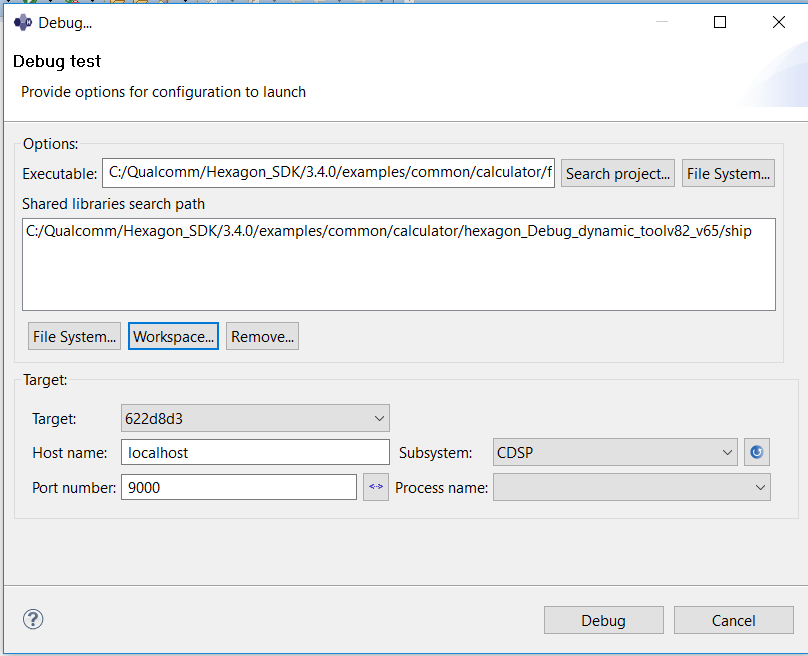 Debug...
Debug test
Provide options for configuration to launch
Options:
Executable: C:/Qualcomm/Hexagon_SDK/3.4.0/examples/common/calculator/f Search project... File System...
Shared libraries search path
C:/Qualcomm/Hexagon_SDK/3.4.0/examples/common/calculator/hexagon_Debug_dynamic_toolv82_v65/ship
File System... Workspace... Remove...
Target:
Target: 622d8d3
Host name: localhost Subsystem: CDSP
Port number: 9000 <-> Process name:
? Debug Cancel